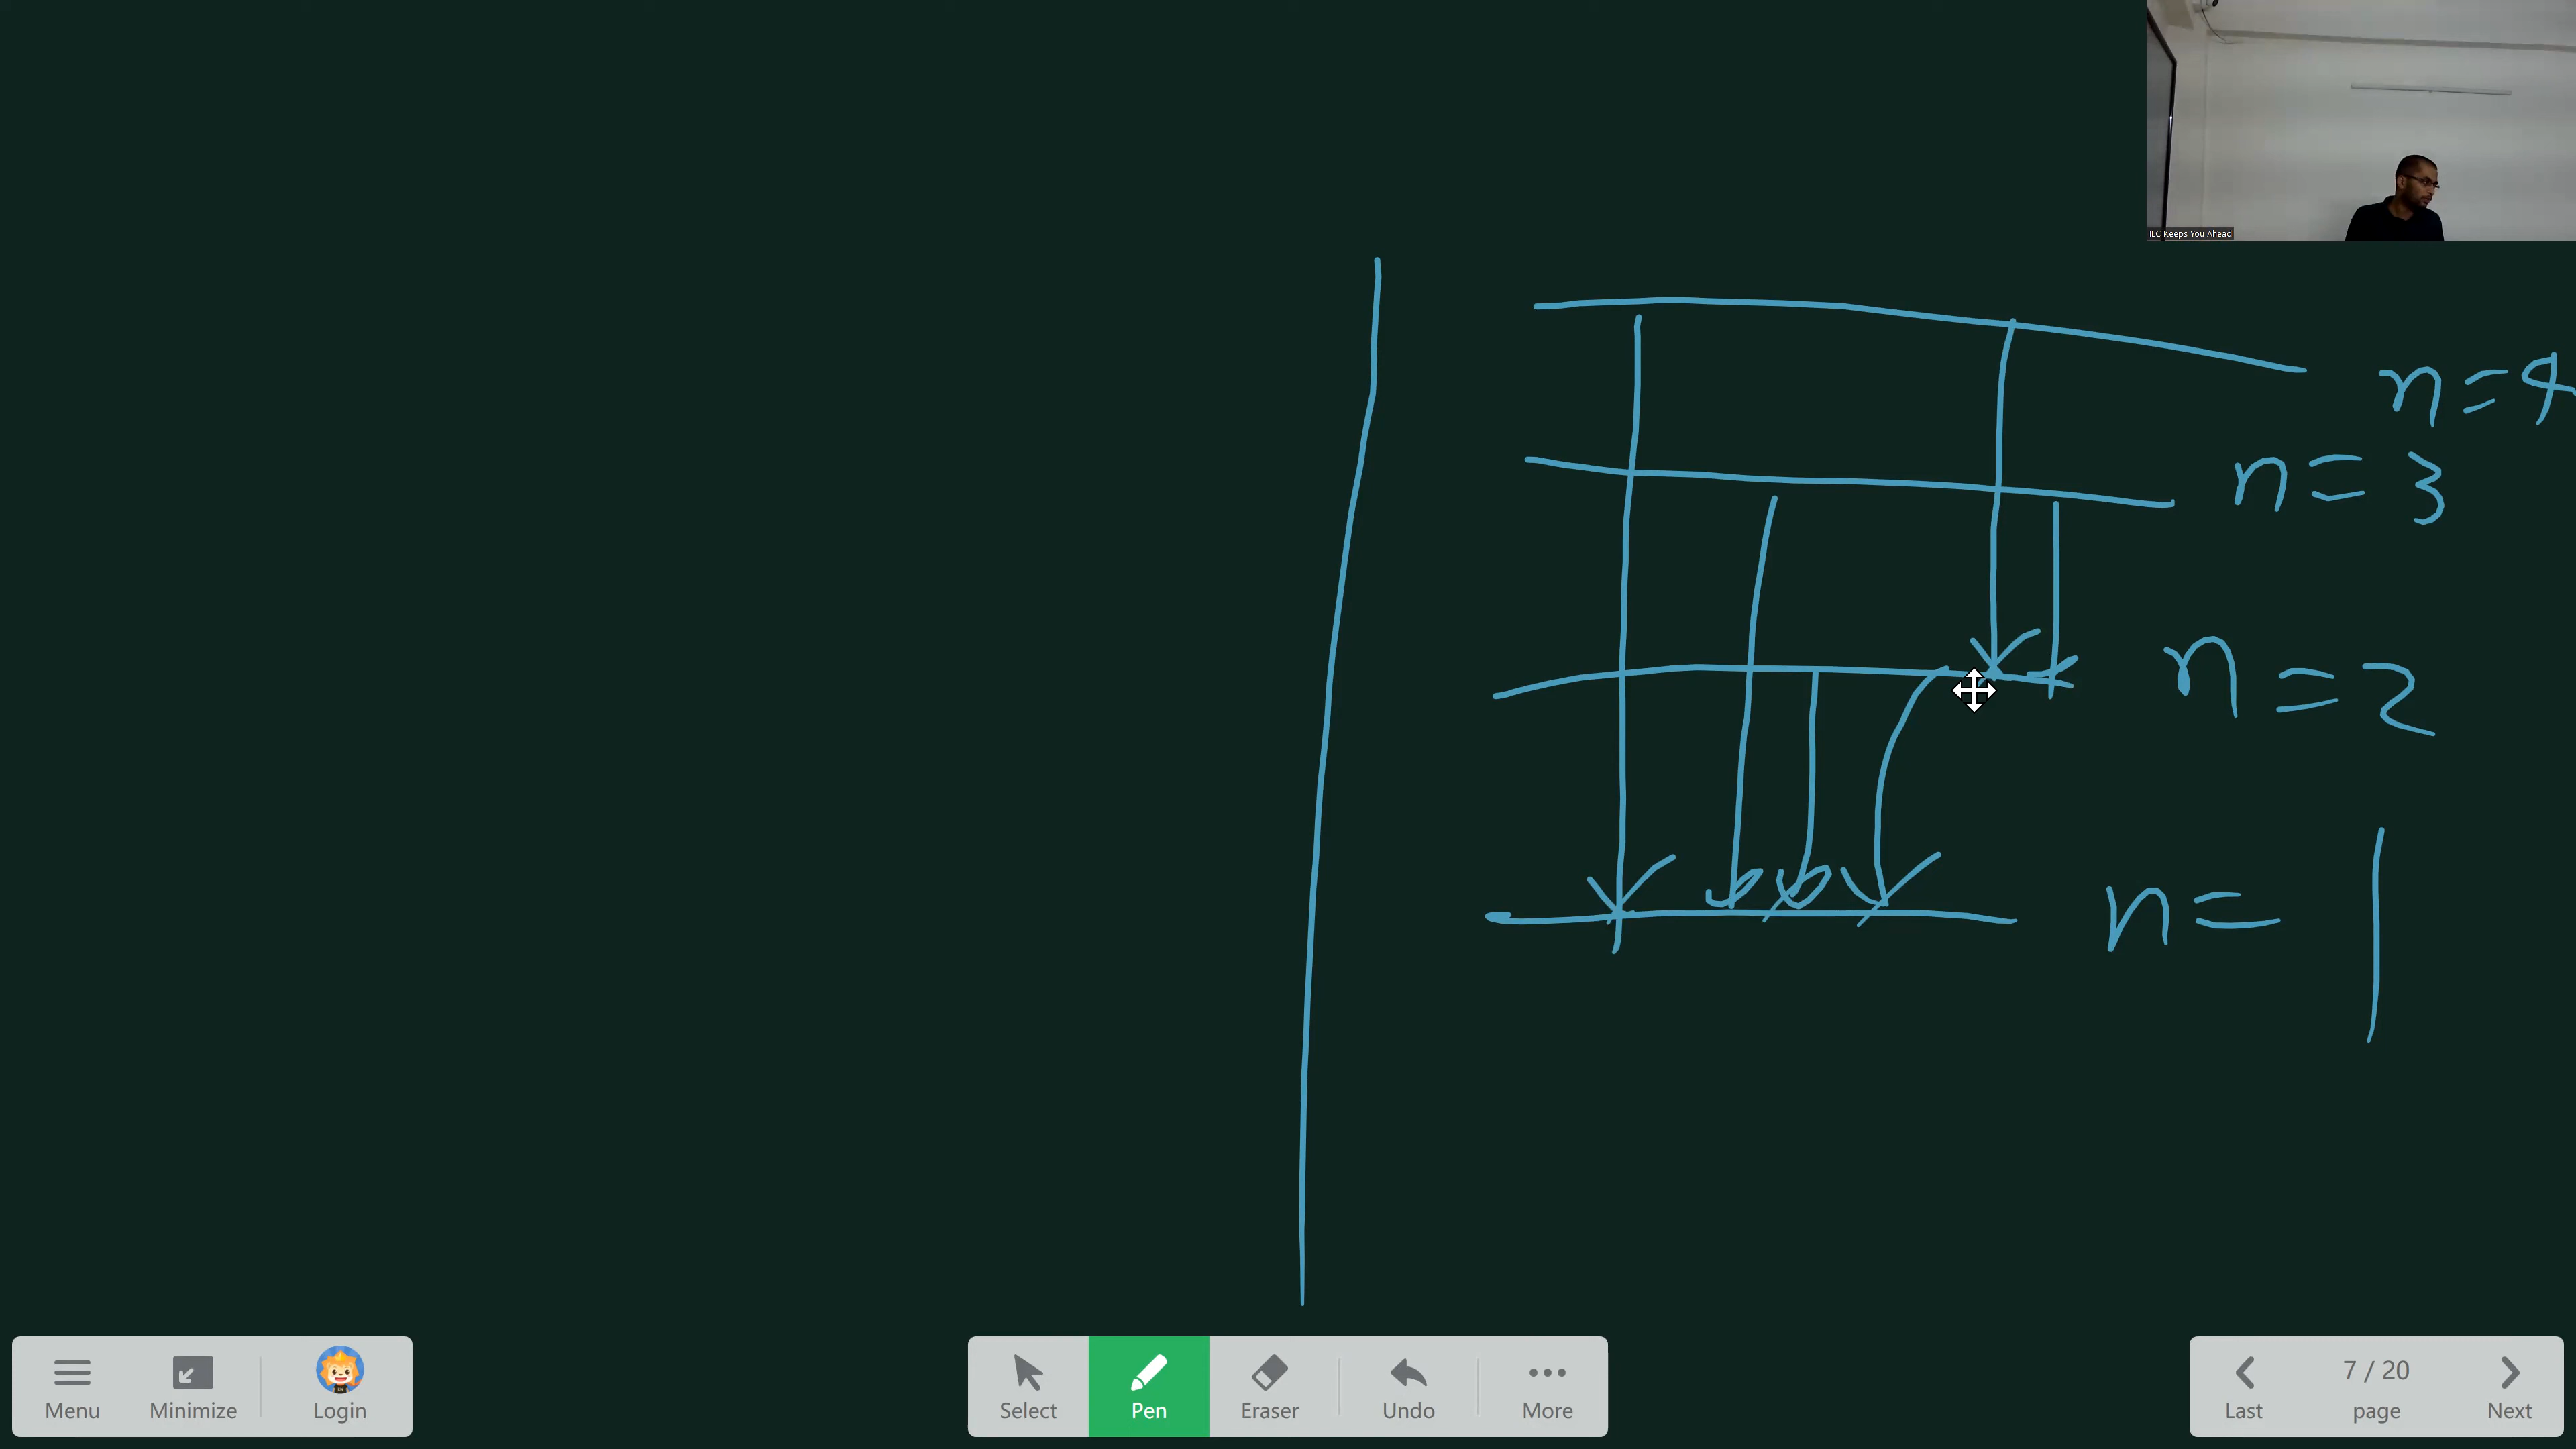 ILC Keeps You Ahead
n=4
n=3
n=2
n=1
Menu
Minimize
Login
Select
Pen
Eraser
Undo
More
Last
7 / 20
page
Next